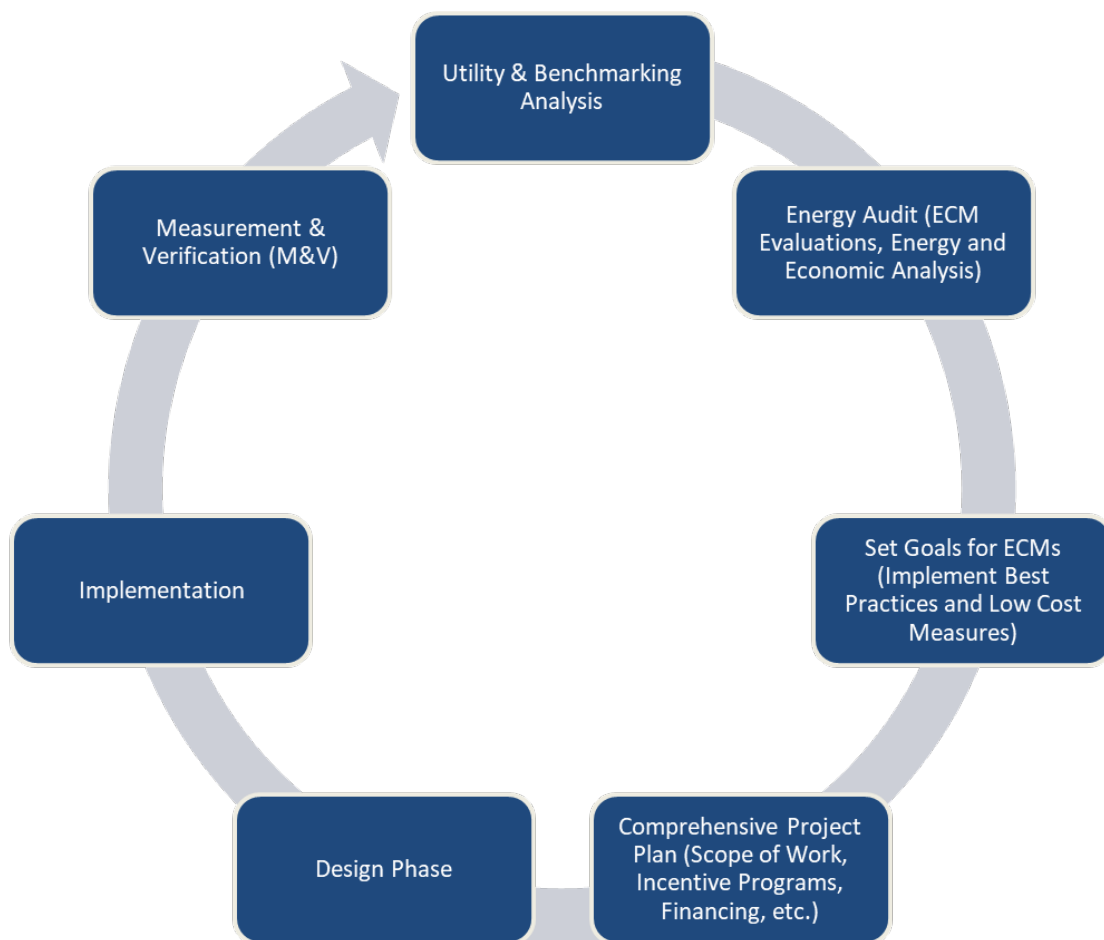 Utility & Benchmarking
Analysis
Energy Audit (ECM
Evaluations, Energy and
Economic Analysis)
Set Goals for ECMs
(Implement Best
Practices and Low Cost
Measures)
Comprehensive Project
Plan (Scope of Work,
Incentive Programs,
Financing, etc.)
Design Phase
Implementation
Measurement &
Verification (M&V)